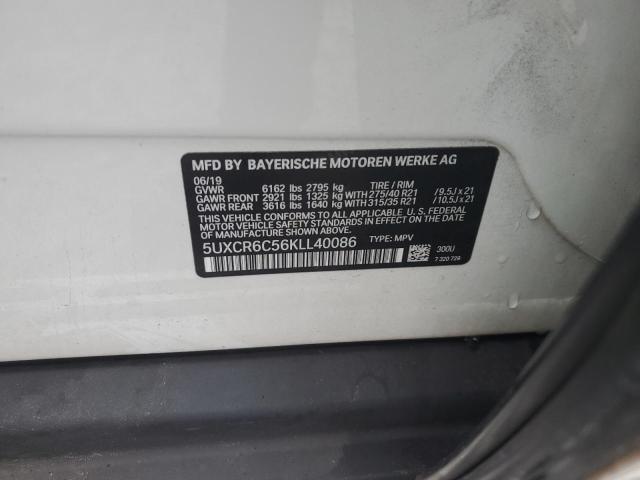 MFD BY BAYERISCHE MOTOREN WERKE AG
06/19
GVWR 6162 lbs 2795 kg TIRE / RIM
GAWR FRONT 2921 lbs 1325 kg WITH 275/40 R21 / 9.5J x 21
GAWR REAR 3616 lbs 1640 kg WITH 315/35 R21 / 10.5J x 21
THIS VEHICLE CONFORMS TO ALL APPLICABLE FEDERAL MOTOR
VEHICLE SAFETY STANDARDS IN EFFECT ON
THE DATE OF MANUFACTURE SHOWN ABOVE.
5UXCR6C56KLL40086 TYPE: MPV
300U
7 320 729